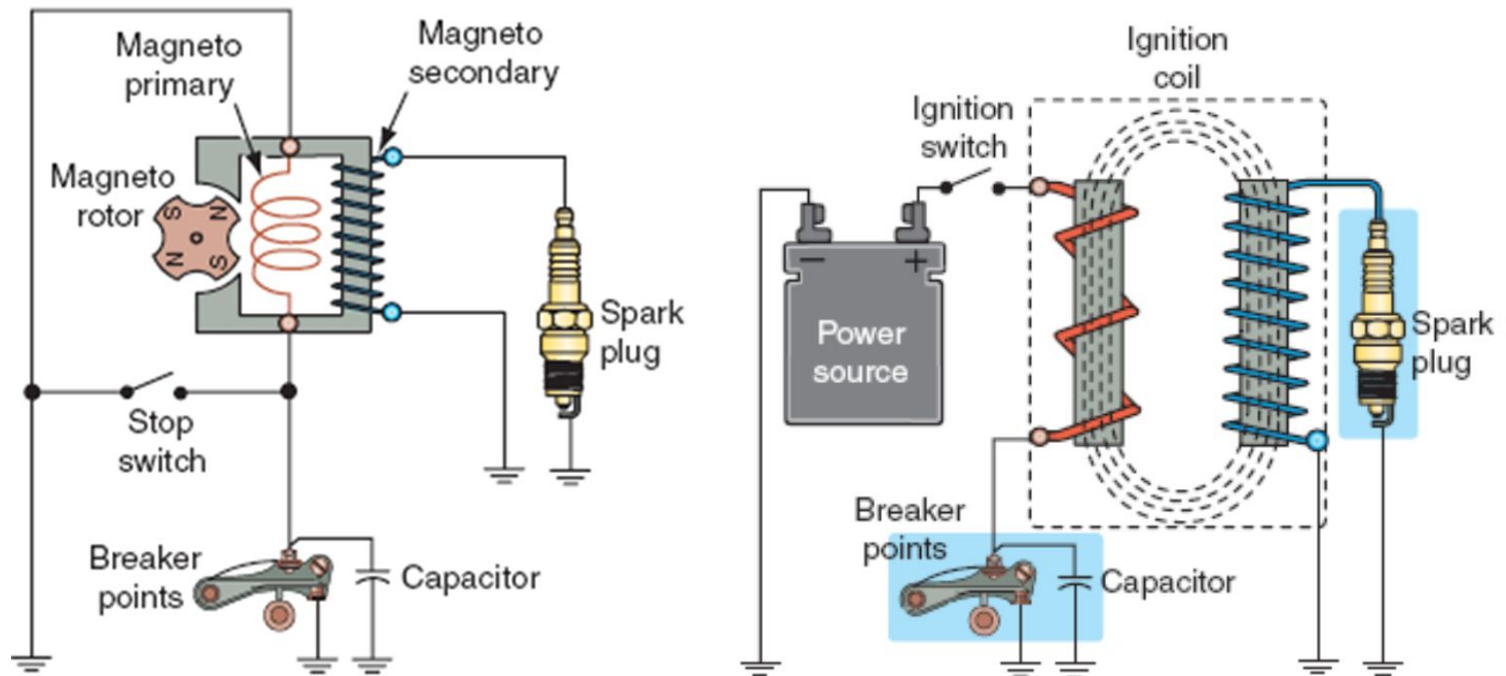 Magneto
primary
Magneto
secondary
Magneto
rotor
S
N
N
S
Spark
plug
Stop
switch
Breaker
points
Capacitor
Ignition
coil
Ignition
switch
− +
Power
source
Spark
plug
Breaker
points
Capacitor